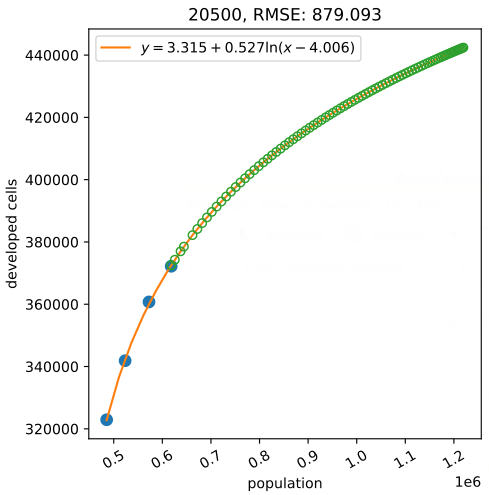 20500, RMSE: 879.093
y = 3.315 + 0.527ln(x − 4.006)
440000
420000
400000
380000
360000
340000
320000
developed cells
0.5 0.6 0.7 0.8 0.9 1.0 1.1 1.2
1e6
population